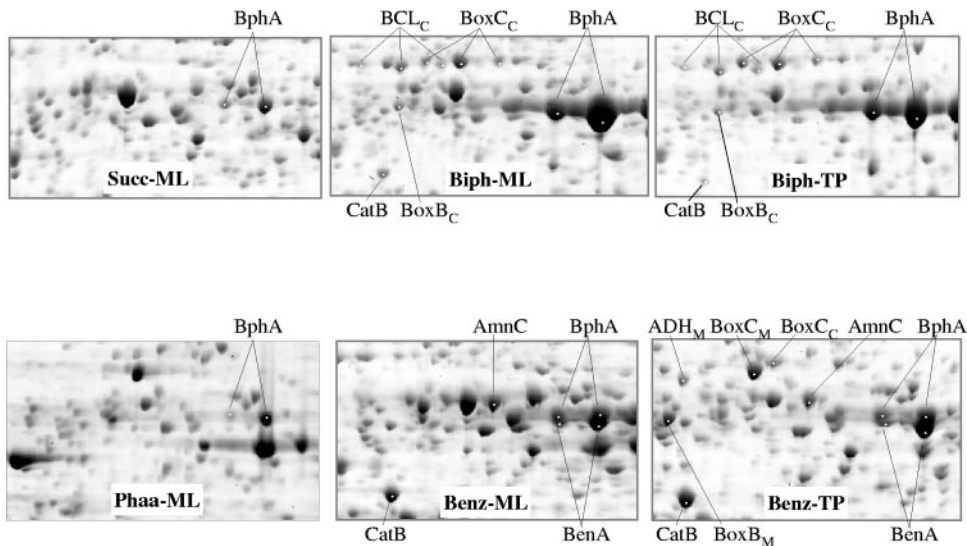 BphA BCL_C BoxC_C BphA BCL_C BoxC_C BphA
Succ-ML Biph-ML Biph-TP
CatB BoxB_C CatB BoxB_C
BphA AmnC BphA ADH_M BoxC_M BoxC_C AmnC BphA
Phaa-ML Benz-ML Benz-TP
CatB BenA CatB BoxB_M BenA